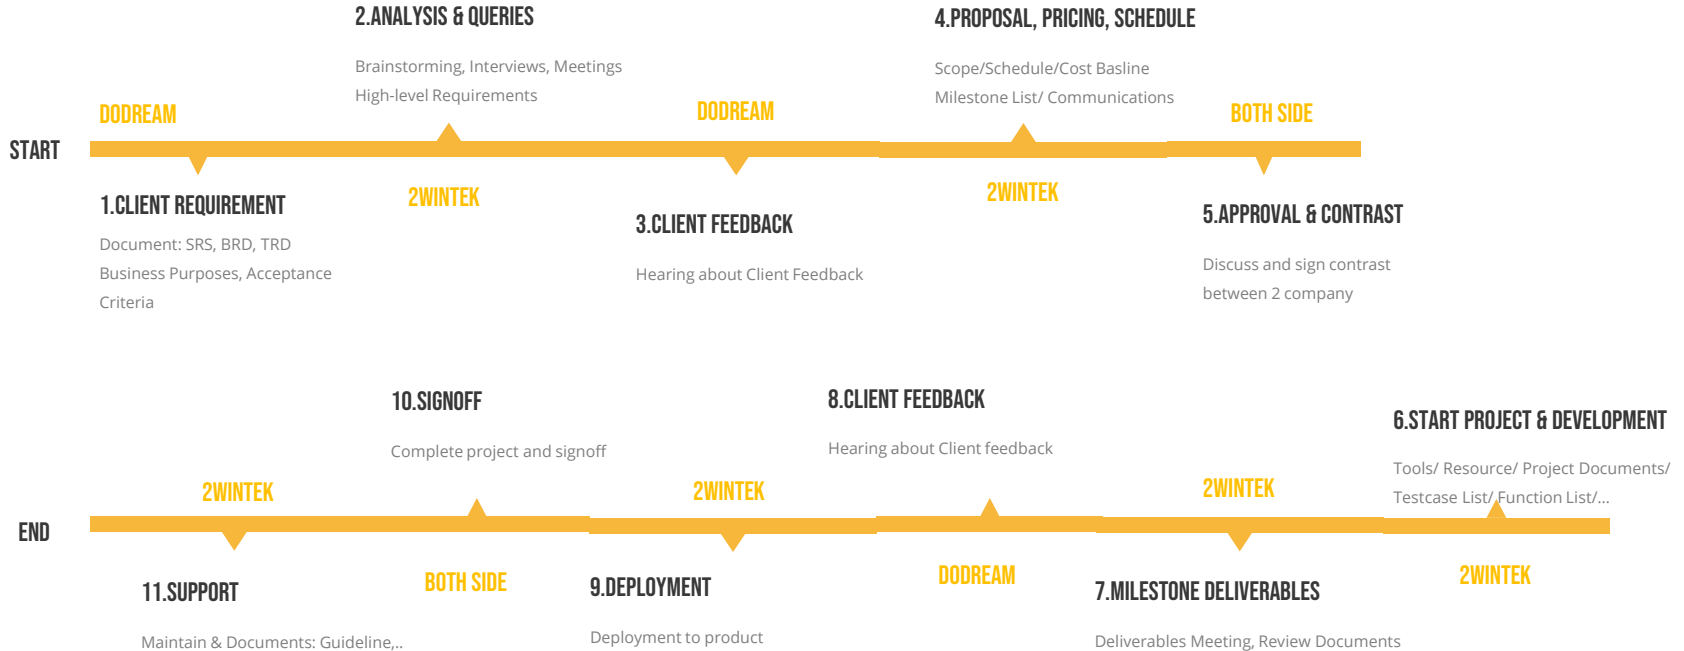 2.ANALYSIS & QUERIES
Brainstorming, Interviews, Meetings
High-level Requirements
4.PROPOSAL, PRICING, SCHEDULE
Scope/Schedule/Cost Basline
Milestone List/ Communications
DODREAM
DODREAM
BOTH SIDE
START
2WINTEK
2WINTEK
1.CLIENT REQUIREMENT
Document: SRS, BRD, TRD
Business Purposes, Acceptance
Criteria
3.CLIENT FEEDBACK
Hearing about Client Feedback
5.APPROVAL & CONTRAST
Discuss and sign contrast
between 2 company
10.SIGNOFF
Complete project and signoff
8.CLIENT FEEDBACK
Hearing about Client feedback
6.START PROJECT & DEVELOPMENT
Tools/ Resource/ Project Documents/
Testcase List/ Function List/...
2WINTEK
2WINTEK
2WINTEK
END
BOTH SIDE
DODREAM
2WINTEK
11.SUPPORT
Maintain & Documents: Guideline,..
9.DEPLOYMENT
Deployment to product
7.MILESTONE DELIVERABLES
Deliverables Meeting, Review Documents